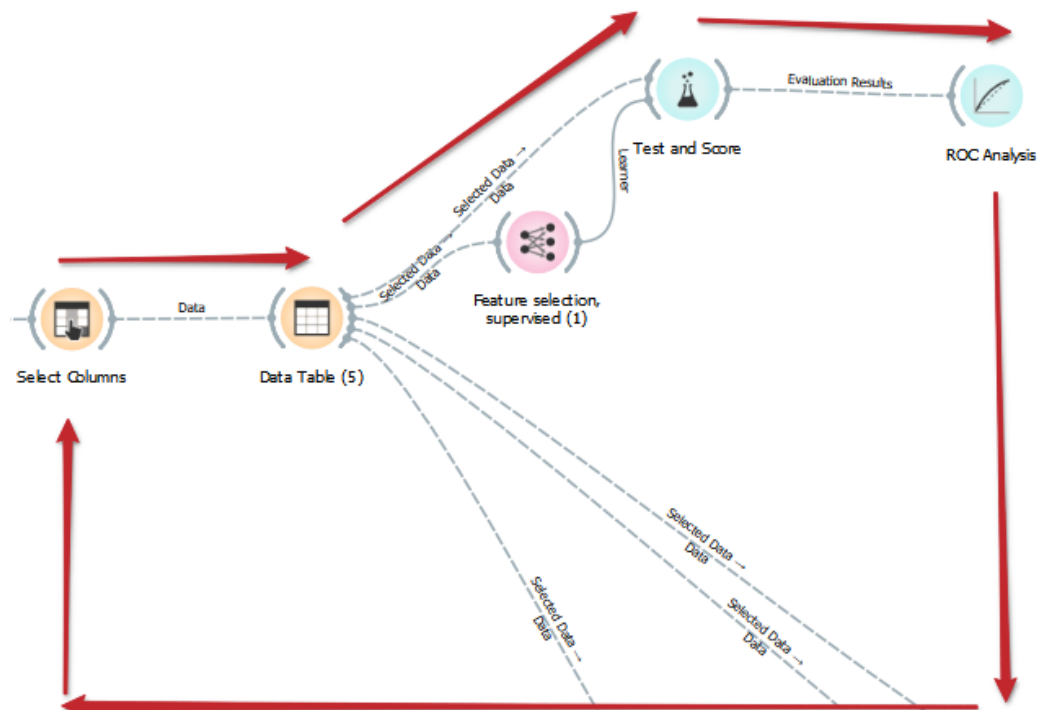 Evaluation Results
Test and Score
ROC Analysis
Learner
Selected Data →
Data
Selected Data →
Data
Feature selection,
supervised (1)
Data
Select Columns
Data Table (5)
Selected Data →
Data
Selected Data →
Data
Selected Data →
Data